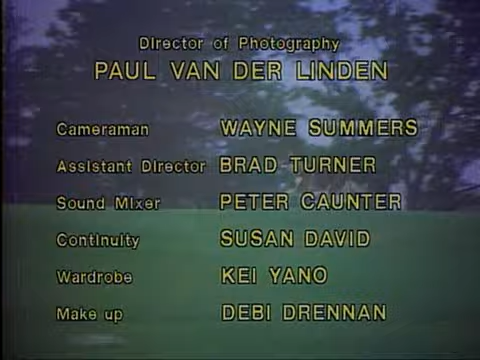 Director of Photography
PAUL VAN DER LINDEN
Cameraman WAYNE SUMMERS
Assistant Director BRAD TURNER
Sound Mixer PETER CAUNTER
Continuity SUSAN DAVID
Wardrobe KEI YANO
Make up DEBI DRENNAN